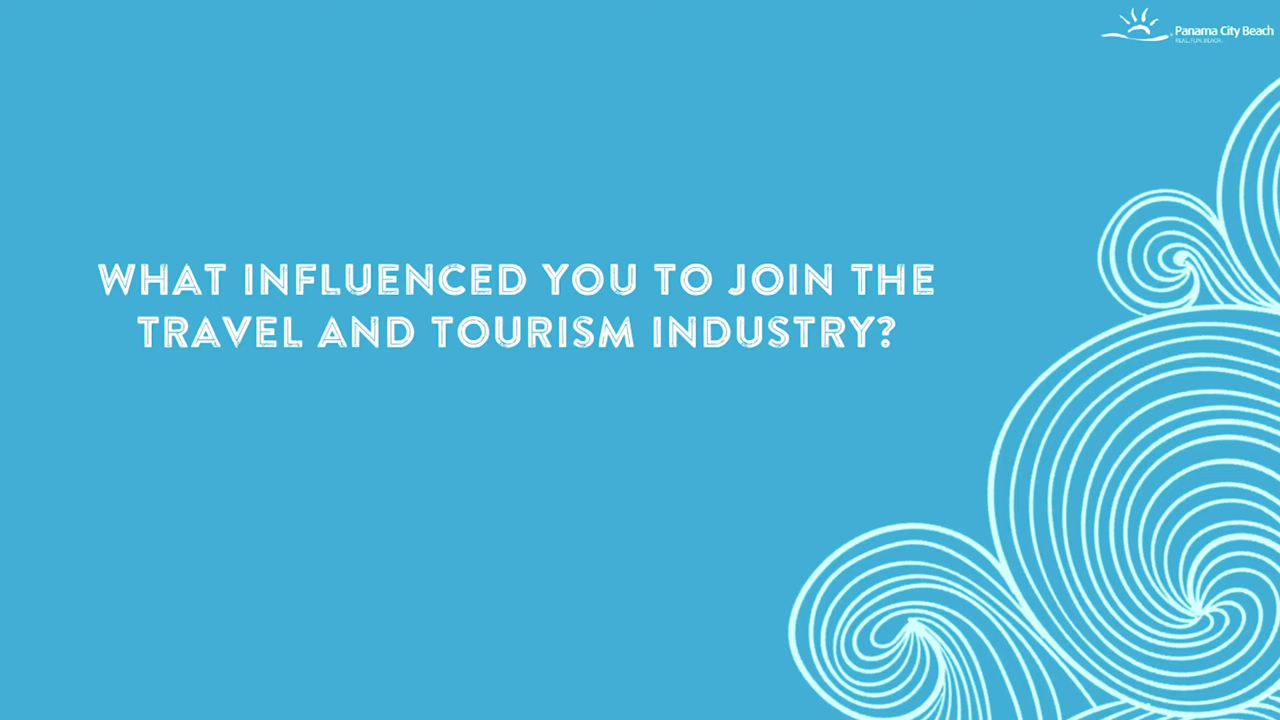 Panama City Beach
REAL. FUN. BEACH.
WHAT INFLUENCED YOU TO JOIN THE
TRAVEL AND TOURISM INDUSTRY?